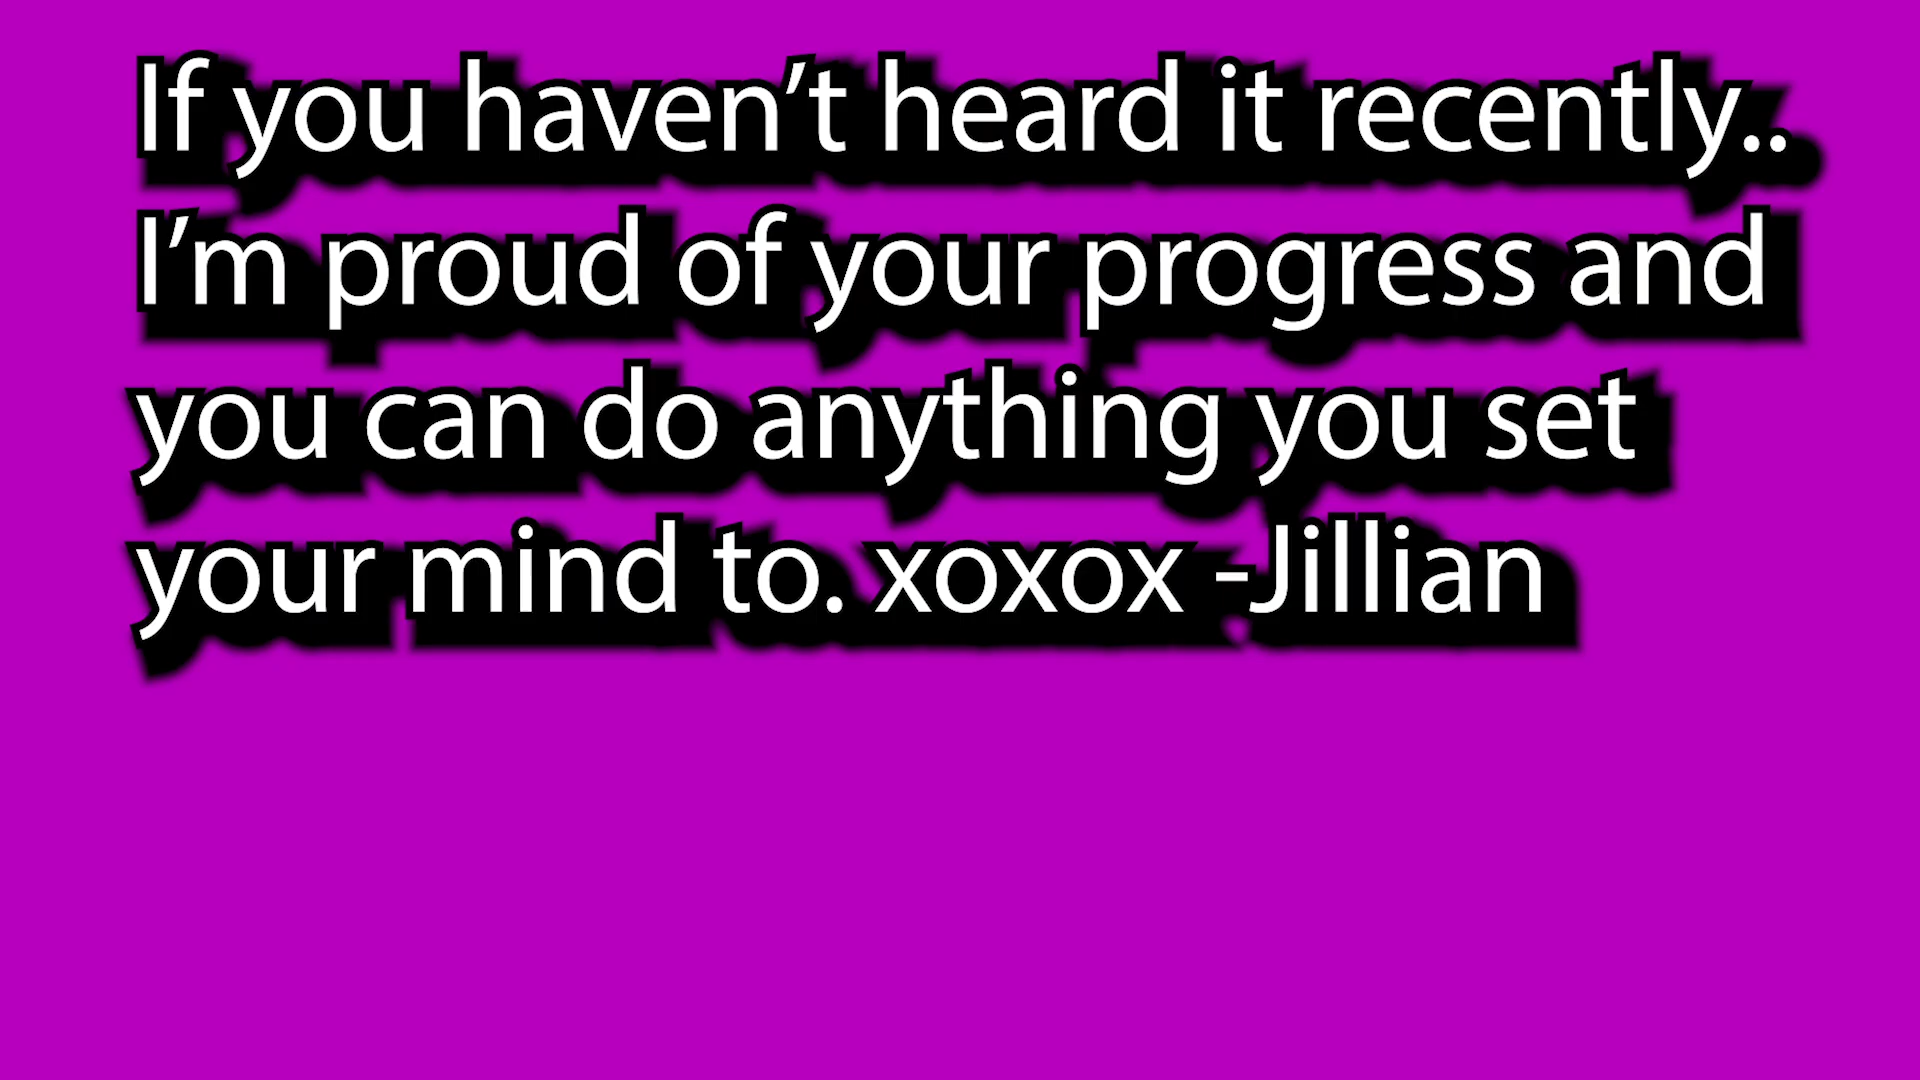 If you haven’t heard it recently..
I’m proud of your progress and
you can do anything you set
your mind to. xoxox -Jillian